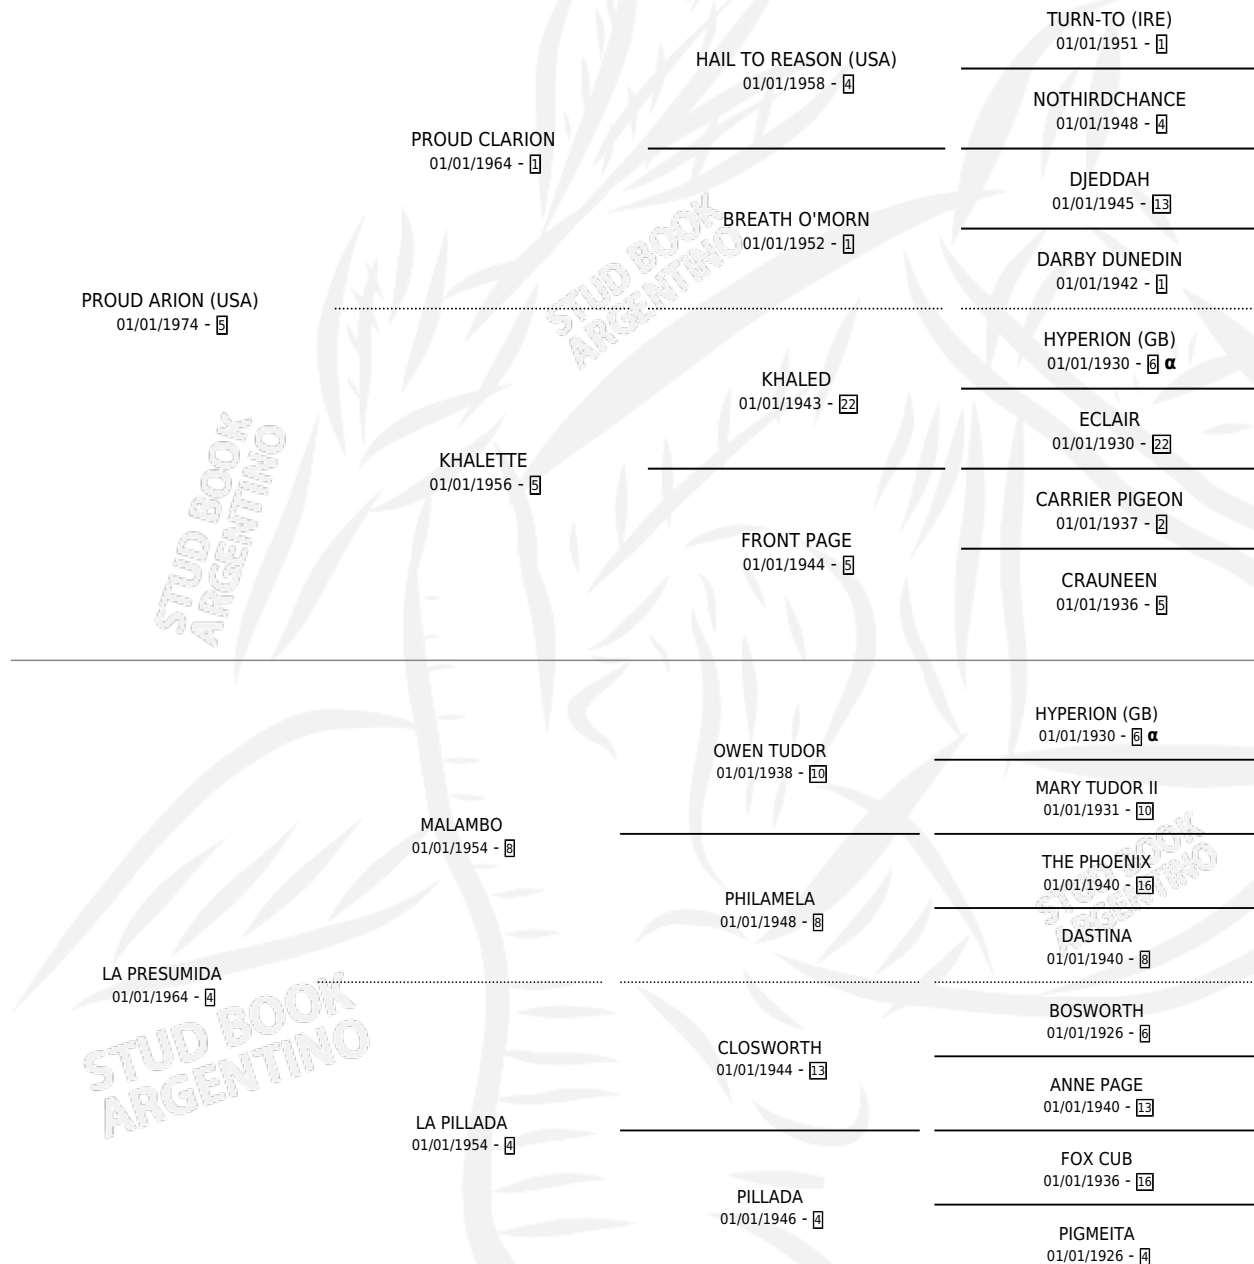 TURN-TO (IRE)
01/01/1951 - 1
HAIL TO REASON (USA)
01/01/1958 - 4
NOTHIRDCHANCE
01/01/1948 - 4
PROUD CLARION
01/01/1964 - 1
DJEDDAH
01/01/1945 - 13
BREATH O'MORN
01/01/1952 - 1
DARBY DUNEDIN
01/01/1942 - 1
PROUD ARION (USA)
01/01/1974 - 5
HYPERION (GB)
01/01/1930 - 6 α
KHALED
01/01/1943 - 22
ECLAIR
01/01/1930 - 22
KHALETTE
01/01/1956 - 5
CARRIER PIGEON
01/01/1937 - 2
FRONT PAGE
01/01/1944 - 5
CRAUNEEN
01/01/1936 - 5
HYPERION (GB)
01/01/1930 - 6 α
OWEN TUDOR
01/01/1938 - 10
MARY TUDOR II
01/01/1931 - 10
MALAMBO
01/01/1954 - 8
THE PHOENIX
01/01/1940 - 16
PHILAMELA
01/01/1948 - 8
DASTINA
01/01/1940 - 8
LA PRESUMIDA
01/01/1964 - 4
BOSWORTH
01/01/1926 - 6
CLOSWORTH
01/01/1944 - 13
ANNE PAGE
01/01/1940 - 13
LA PILLADA
01/01/1954 - 4
FOX CUB
01/01/1936 - 16
PILLADA
01/01/1946 - 4
PIGMEITA
01/01/1926 - 4
STUD BOOK
ARGENTINO
STUD BOOK
ARGENTINO
STUD BOOK
ARGENTINO
STUD BOOK
ARGENTINO